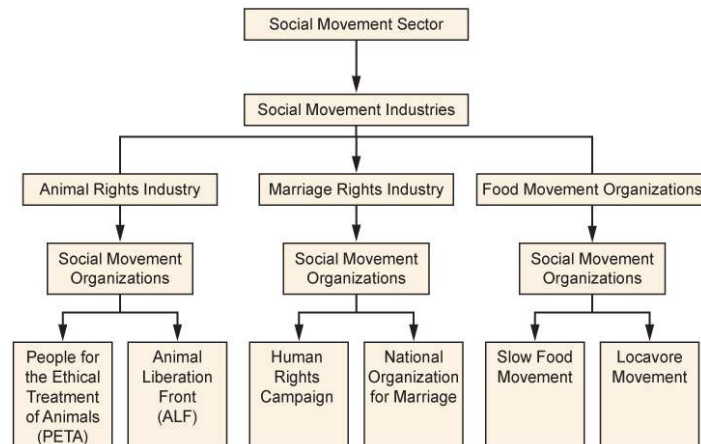 Social Movement Sector
Social Movement Industries
Animal Rights Industry
Marriage Rights Industry
Food Movement Organizations
Social Movement
Organizations
Social Movement
Organizations
Social Movement
Organizations
People for
the Ethical
Treatment
of Animals
(PETA)
Animal
Liberation
Front
(ALF)
Human
Rights
Campaign
National
Organization
for Marriage
Slow Food
Movement
Locavore
Movement